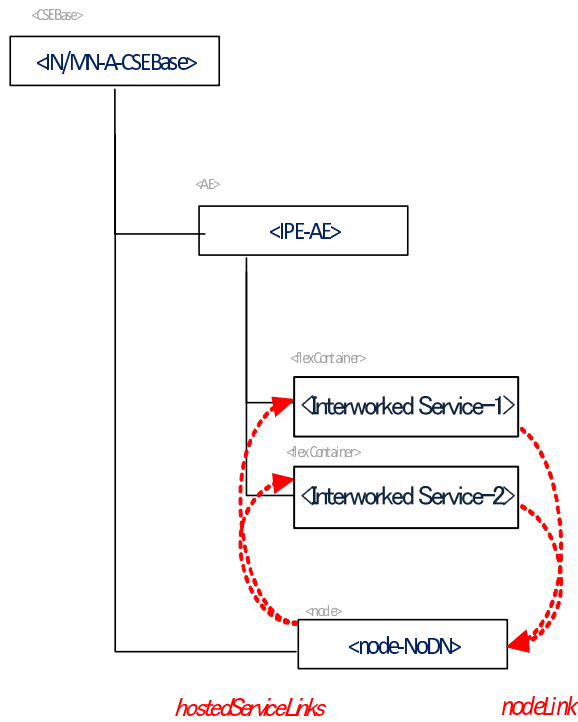 <CSEBase>
<IN/MN-A-CSEBase>
<AE>
<IPE-AE>
<flexContainer>
<Interworked Service-1>
<flexContainer>
<Interworked Service-2>
<node>
<node-NoDN>
hostedServiceLinks
nodeLink